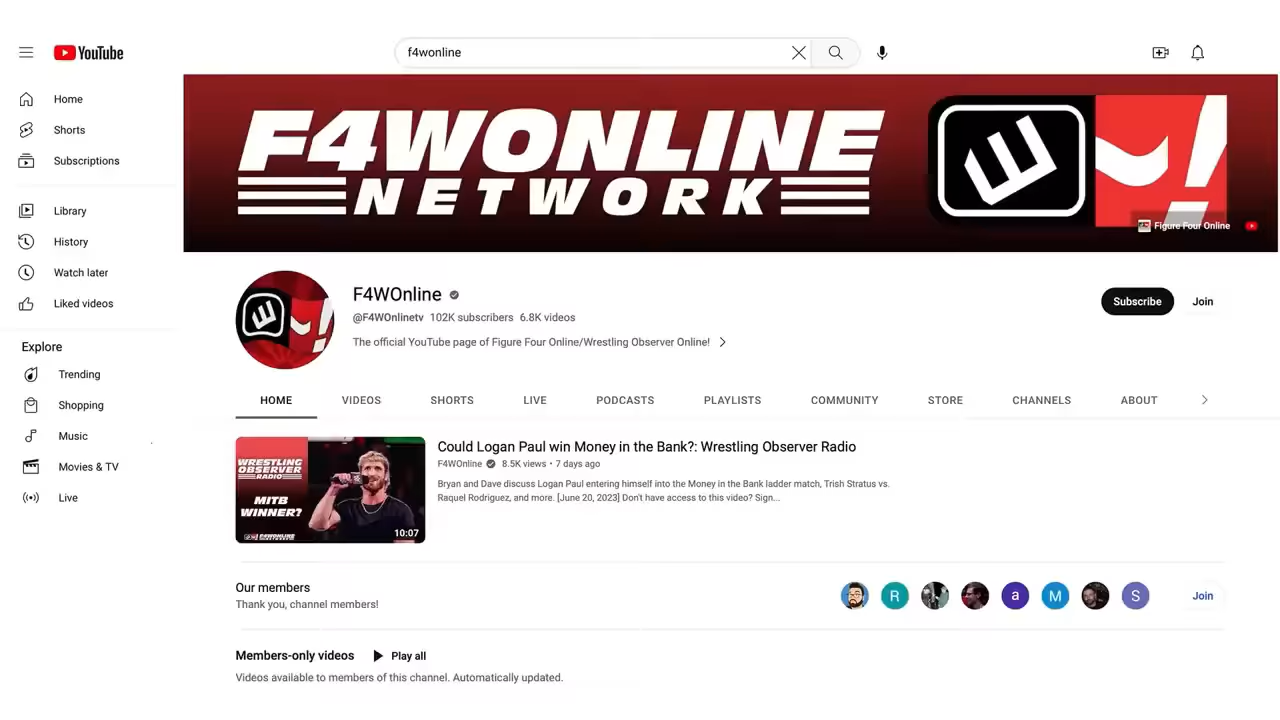 YouTube
f4wonline
Home
Shorts
Subscriptions
Library
History
Watch later
Liked videos
Explore
Trending
Shopping
Music
Movies & TV
Live
F4WONLINE
NETWORK
Figure Four Online
F4WOnline
@F4WOnlinetv 102K subscribers 6.8K videos
The official YouTube page of Figure Four Online/Wrestling Observer Online!
Subscribe
Join
HOME VIDEOS SHORTS LIVE PODCASTS PLAYLISTS COMMUNITY STORE CHANNELS ABOUT
WRESTLING
OBSERVER
RADIO
MITB
WINNER?
F4WONLINE
NETWORK
10:07
Could Logan Paul win Money in the Bank?: Wrestling Observer Radio
F4WOnline 8.5K views • 7 days ago
Bryan and Dave discuss Logan Paul entering himself into the Money in the Bank ladder match, Trish Stratus vs.
Raquel Rodriguez, and more. [June 20, 2023] Don't have access to this video? Sign...
Our members
Thank you, channel members!
R a M S
Join
Members-only videos Play all
Videos available to members of this channel. Automatically updated.